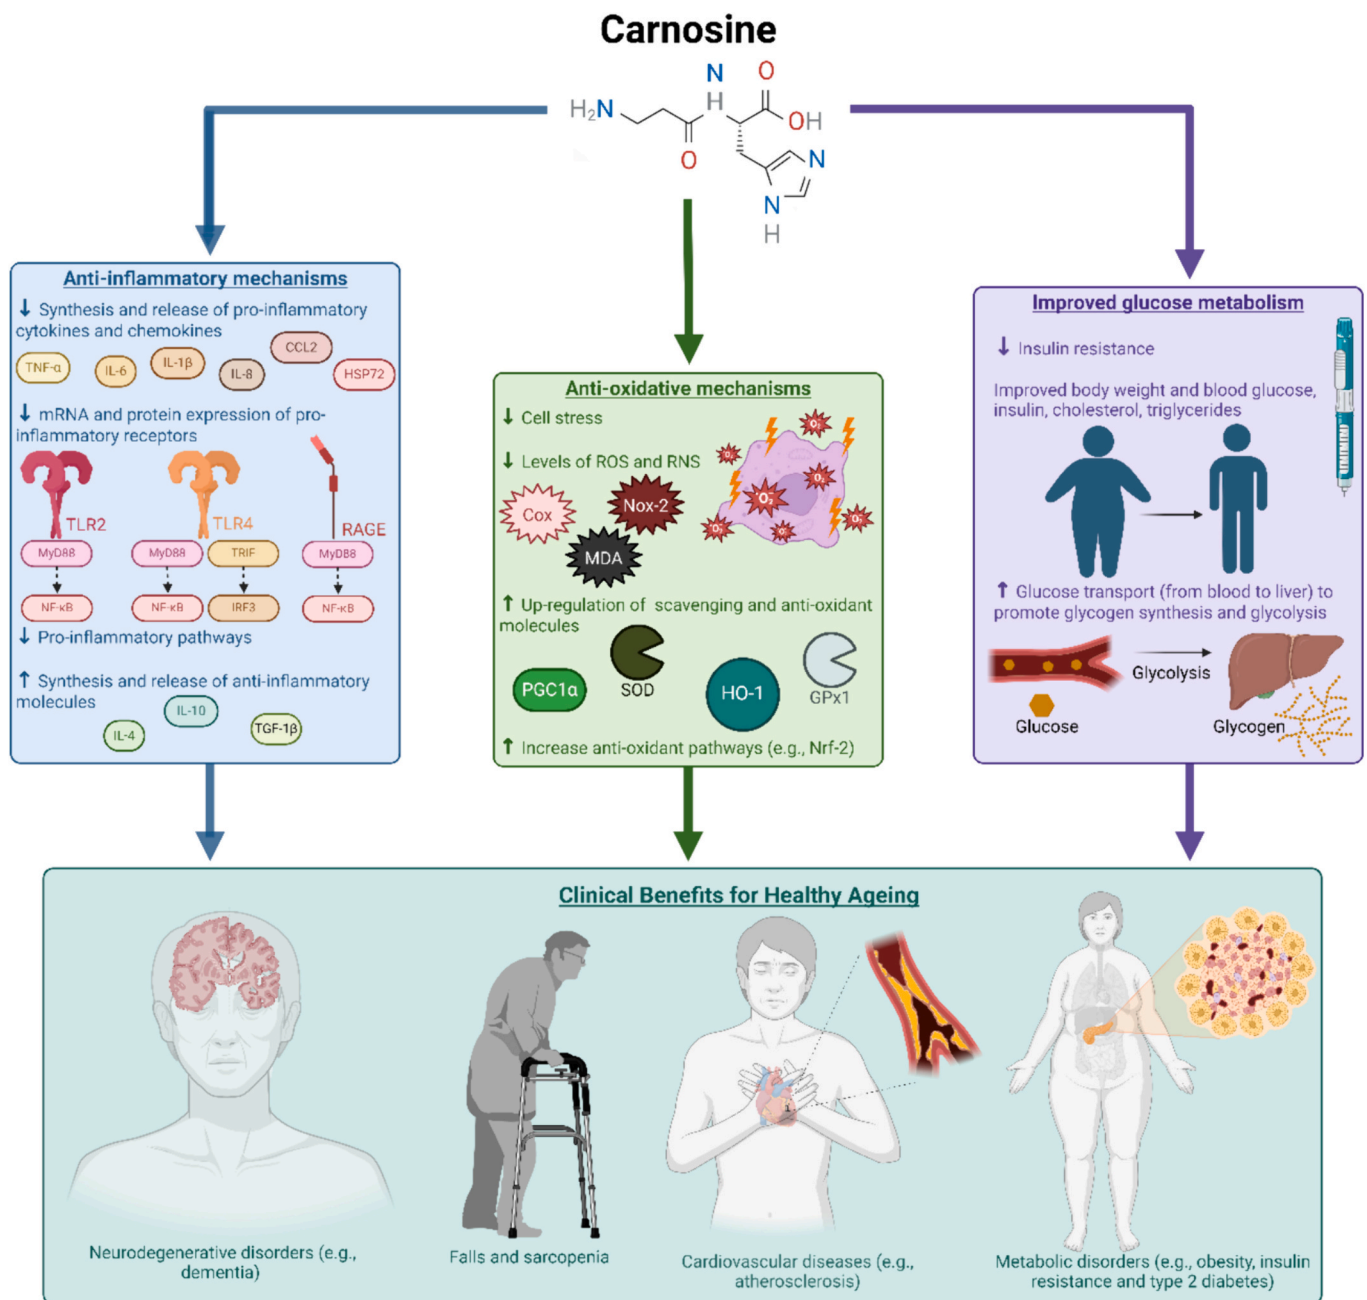 Carnosine
N
H
O
H₂N
OH
O
N
N
H
Anti-inflammatory mechanisms
↓ Synthesis and release of pro-inflammatory
cytokines and chemokines
TNF-α
IL-6
IL-1β
IL-8
CCL2
HSP72
↓ mRNA and protein expression of pro-
inflammatory receptors
TLR2
TLR4
RAGE
MyD88
MyD88
TRIF
MyD88
NF-κB
NF-κB
IRF3
NF-κB
↓ Pro-inflammatory pathways
↑ Synthesis and release of anti-inflammatory
molecules
IL-4
IL-10
TGF-1β
Anti-oxidative mechanisms
↓ Cell stress
↓ Levels of ROS and RNS
Cox
Nox-2
MDA
↑ Up-regulation of scavenging and anti-oxidant
molecules
PGC1α
SOD
HO-1
GPx1
↑ Increase anti-oxidant pathways (e.g., Nrf-2)
Improved glucose metabolism
↓ Insulin resistance
Improved body weight and blood glucose,
insulin, cholesterol, triglycerides
↑ Glucose transport (from blood to liver) to
promote glycogen synthesis and glycolysis
Glycolysis
Glucose
Glycogen
Clinical Benefits for Healthy Ageing
Neurodegenerative disorders (e.g.,
dementia)
Falls and sarcopenia
Cardiovascular diseases (e.g.,
atherosclerosis)
Metabolic disorders (e.g., obesity, insulin
resistance and type 2 diabetes)